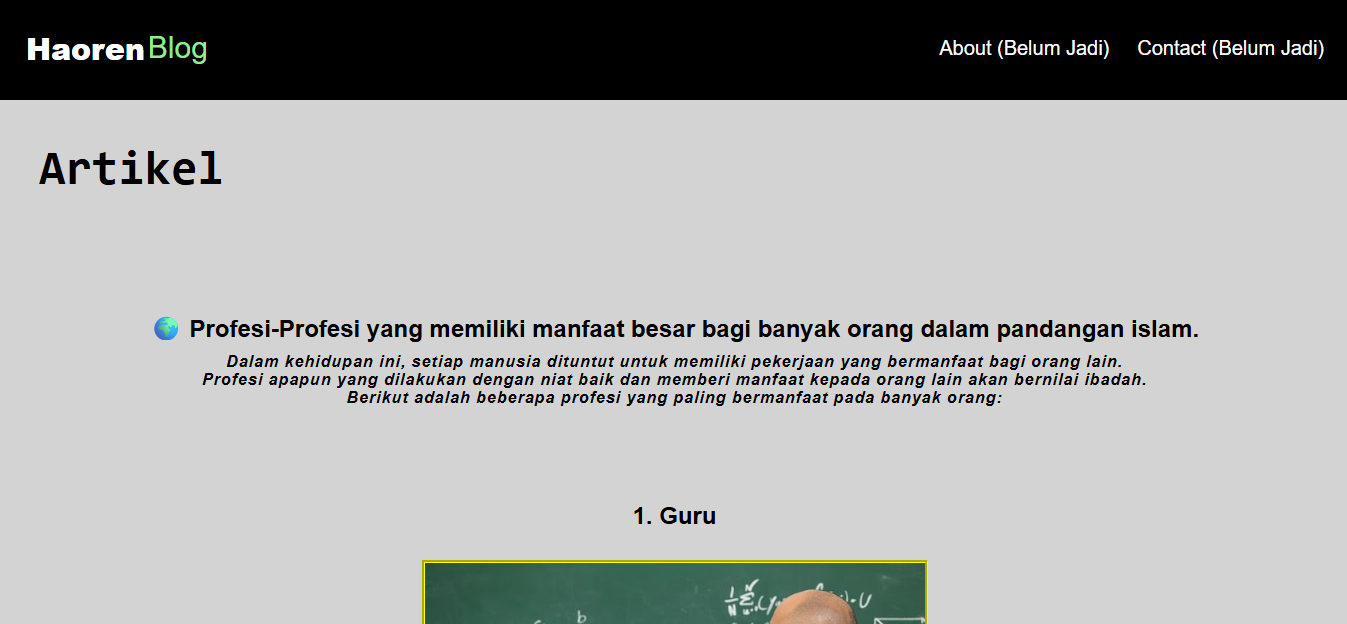 HaorenBlog About (Belum Jadi) Contact (Belum Jadi)
Artikel
🌍 Profesi-Profesi yang memiliki manfaat besar bagi banyak orang dalam pandangan islam.
Dalam kehidupan ini, setiap manusia dituntut untuk memiliki pekerjaan yang bermanfaat bagi orang lain.
Profesi apapun yang dilakukan dengan niat baik dan memberi manfaat kepada orang lain akan bernilai ibadah.
Berikut adalah beberapa profesi yang paling bermanfaat pada banyak orang:
1. Guru